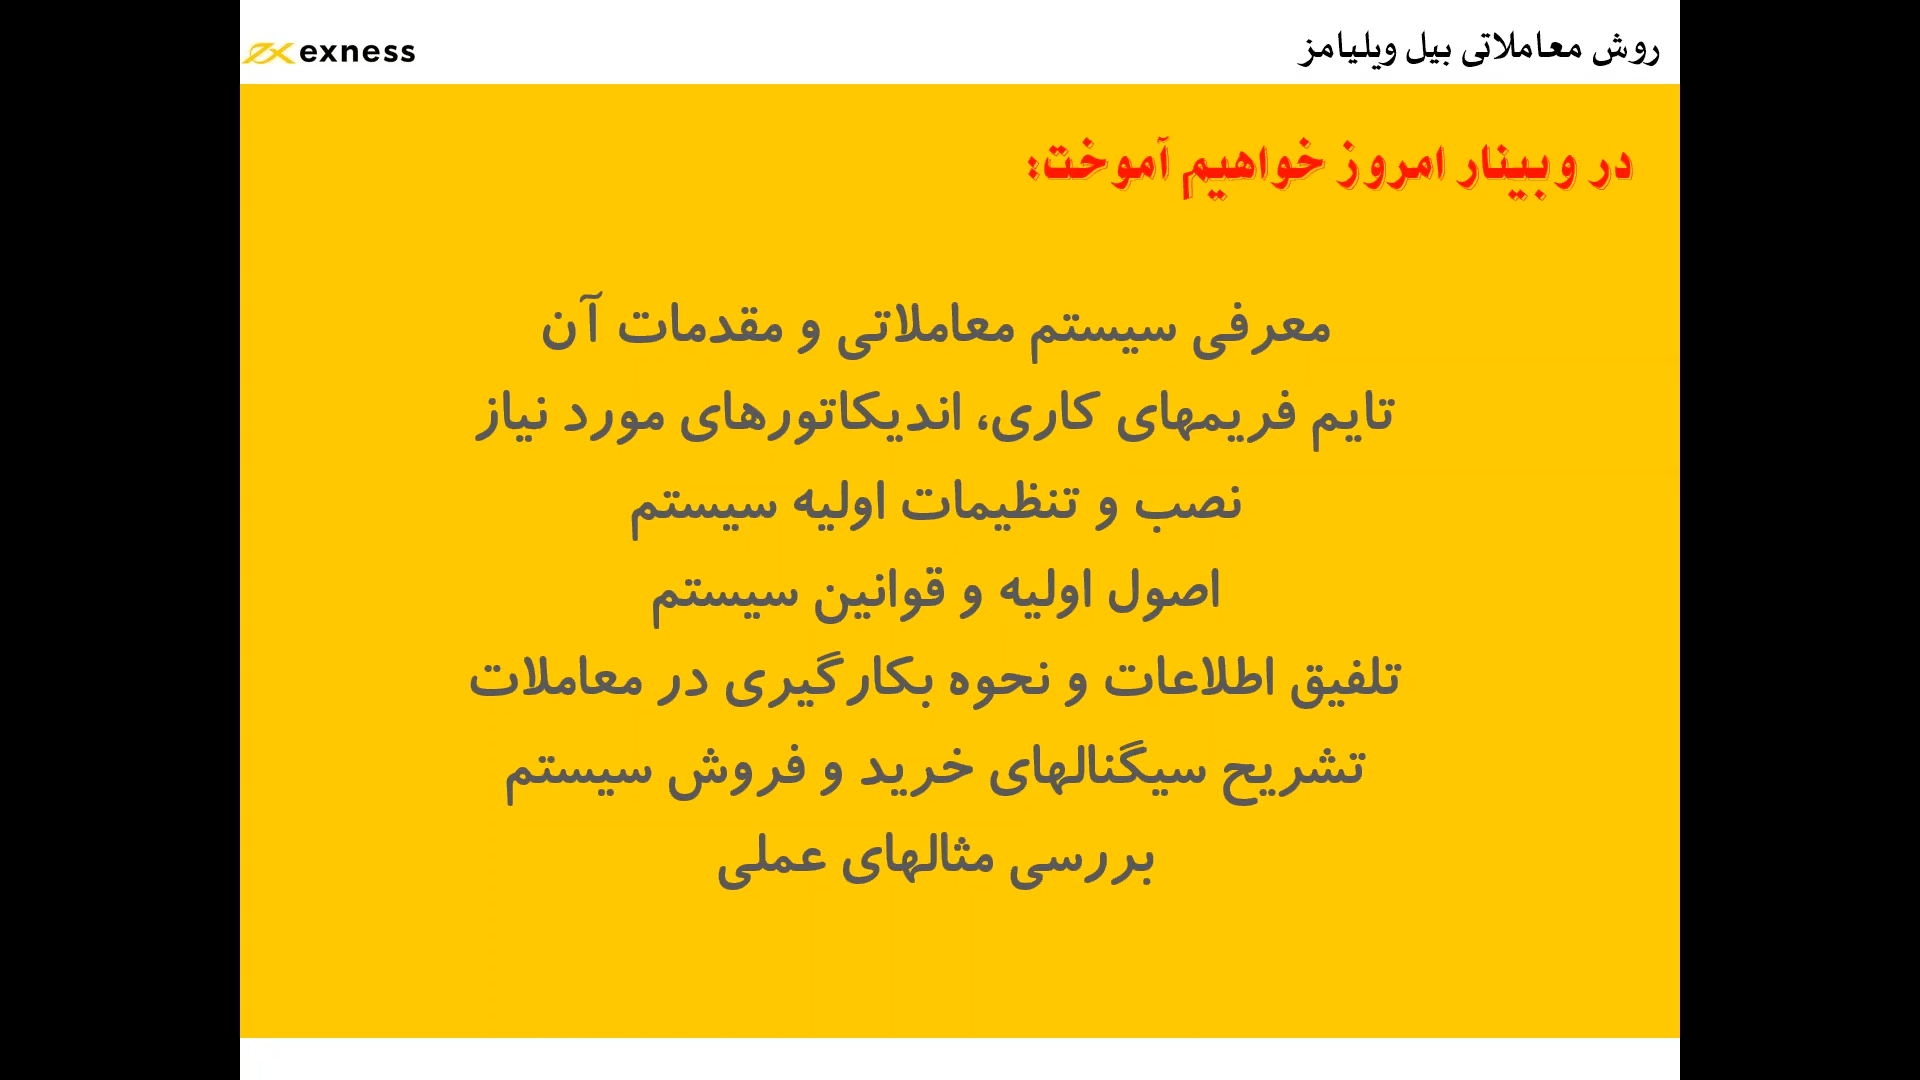 exness
روش معاملاتی بیل ویلیامز
در وبینار امروز خواهیم آموخت:
معرفی سیستم معاملاتی و مقدمات آن
تایم فریمهای کاری، اندیکاتورهای مورد نیاز
نصب و تنظیمات اولیه سیستم
اصول اولیه و قوانین سیستم
تلفیق اطلاعات و نحوه بکارگیری در معاملات
تشریح سیگنالهای خرید و فروش سیستم
بررسی مثالهای عملی